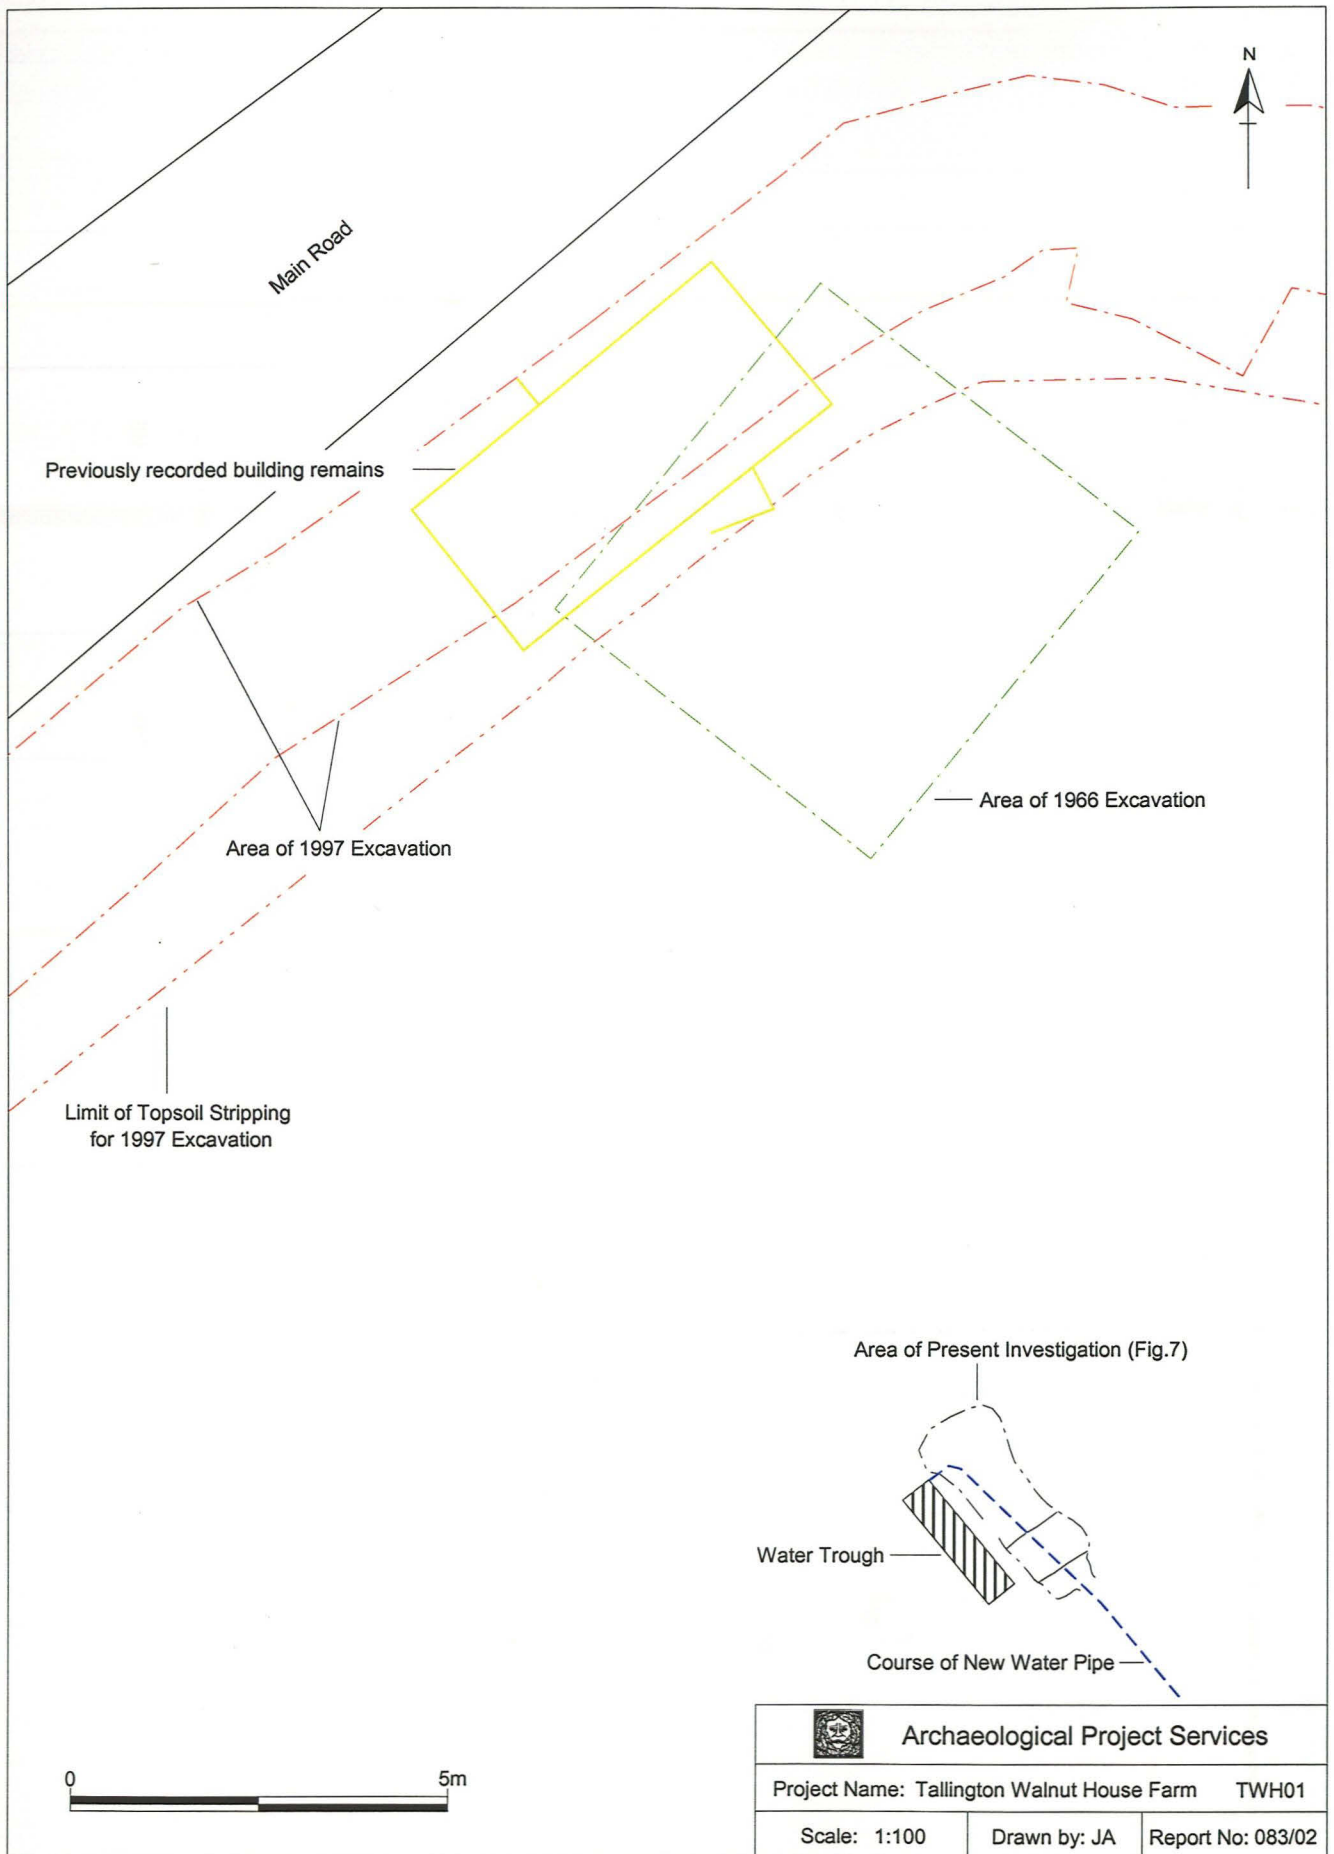 N
Main Road
Previously recorded building remains
Area of 1966 Excavation
Area of 1997 Excavation
Limit of Topsoil Stripping
for 1997 Excavation
Area of Present Investigation (Fig.7)
Water Trough
Course of New Water Pipe
0 5m
Archaeological Project Services
Project Name: Tallington Walnut House Farm TWH01
Scale: 1:100 Drawn by: JA Report No: 083/02